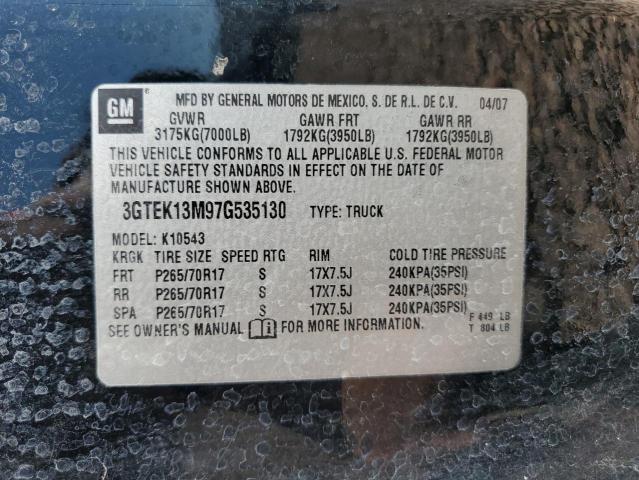 GM ® MFD BY GENERAL MOTORS DE MEXICO, S. DE R.L. DE C.V. 04/07
GVWR GAWR FRT GAWR RR
3175KG(7000LB) 1792KG(3950LB) 1792KG(3950LB)
THIS VEHICLE CONFORMS TO ALL APPLICABLE U.S. FEDERAL MOTOR
VEHICLE SAFETY STANDARDS IN EFFECT ON THE DATE OF
MANUFACTURE SHOWN ABOVE.
3GTEK13M97G535130 TYPE: TRUCK
MODEL: K10543
KRGK TIRE SIZE SPEED RTG RIM COLD TIRE PRESSURE
FRT P265/70R17 S 17X7.5J 240KPA(35PSI)
RR P265/70R17 S 17X7.5J 240KPA(35PSI)
SPA P265/70R17 S 17X7.5J 240KPA(35PSI)
F 449 LB
SEE OWNER'S MANUAL FOR MORE INFORMATION. T 804 LB